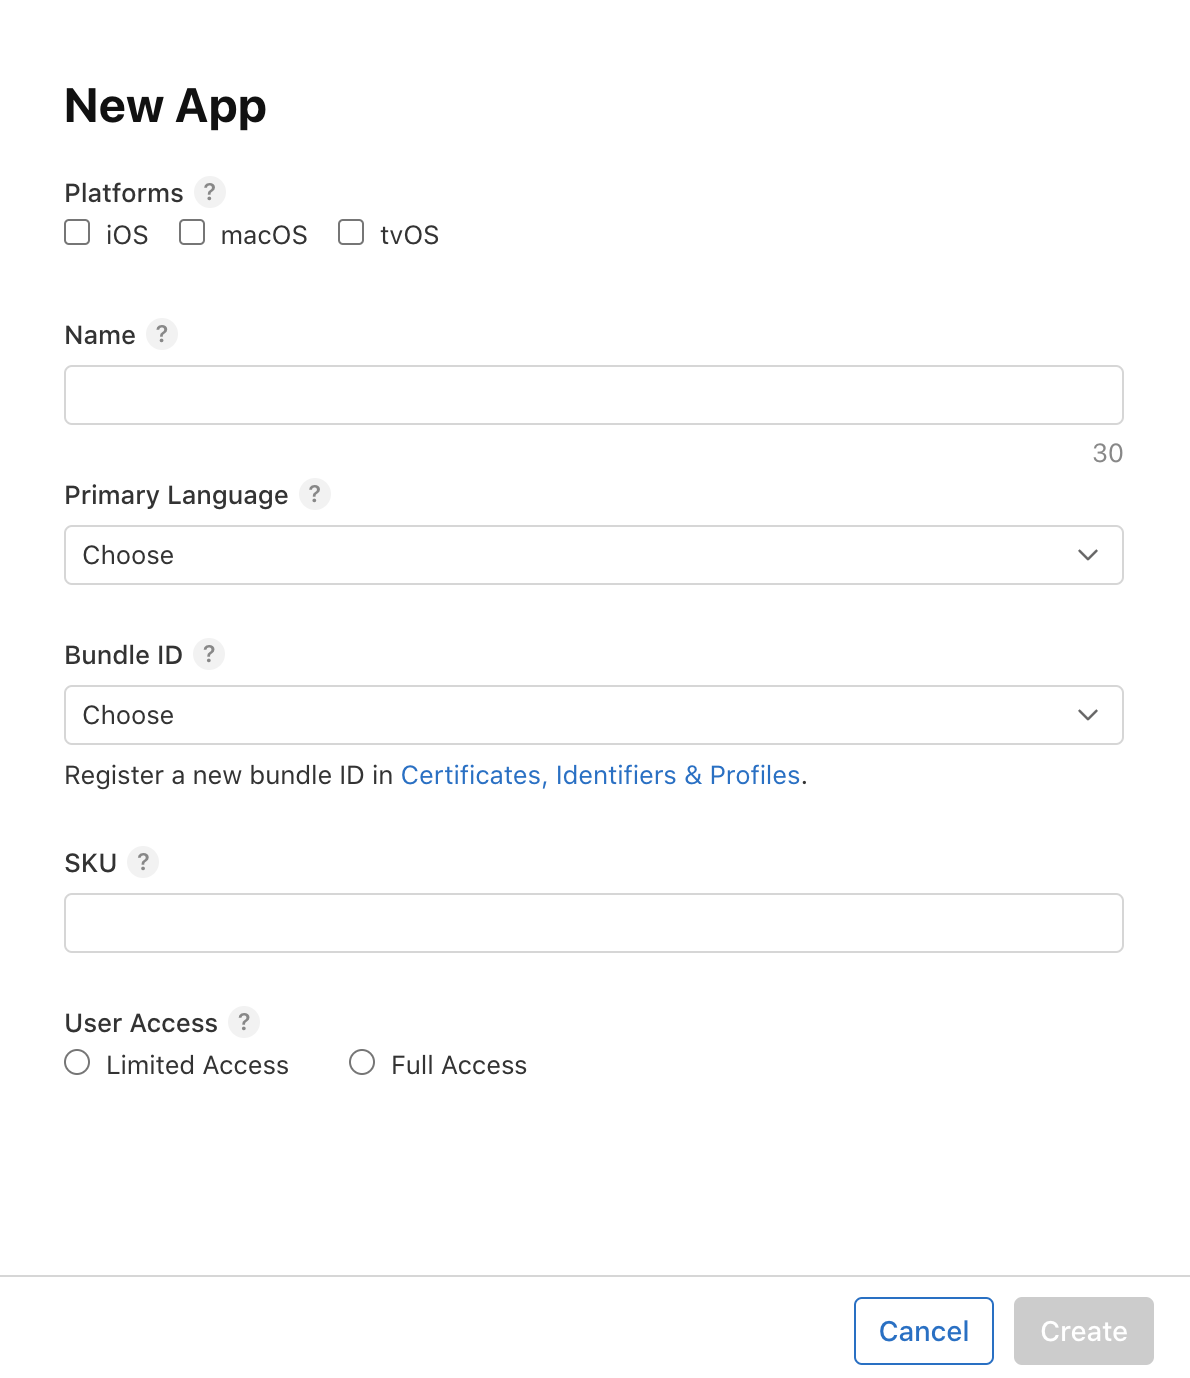 New App
Platforms ?
iOS macOS tvOS
Name ?
30
Primary Language ?
Choose
Bundle ID ?
Choose
Register a new bundle ID in Certificates, Identifiers & Profiles.
SKU ?
User Access ?
Limited Access Full Access
Cancel Create